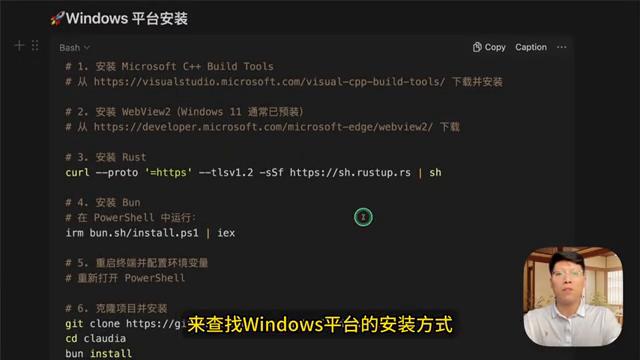 🚀Windows 平台安装
Bash
Copy Caption
# 1. 安装 Microsoft C++ Build Tools
# 从 https://visualstudio.microsoft.com/visual-cpp-build-tools/ 下载并安装
# 2. 安装 WebView2（Windows 11 通常已预装）
# 从 https://developer.microsoft.com/microsoft-edge/webview2/ 下载
# 3. 安装 Rust
curl --proto '=https' --tlsv1.2 -sSf https://sh.rustup.rs | sh
# 4. 安装 Bun
# 在 PowerShell 中运行：
irm bun.sh/install.ps1 | iex
# 5. 重启终端并配置环境变量
# 重新打开 PowerShell
# 6. 克隆项目并安装
git clone https://gi
cd claudia
bun install
来查找Windows平台的安装方式